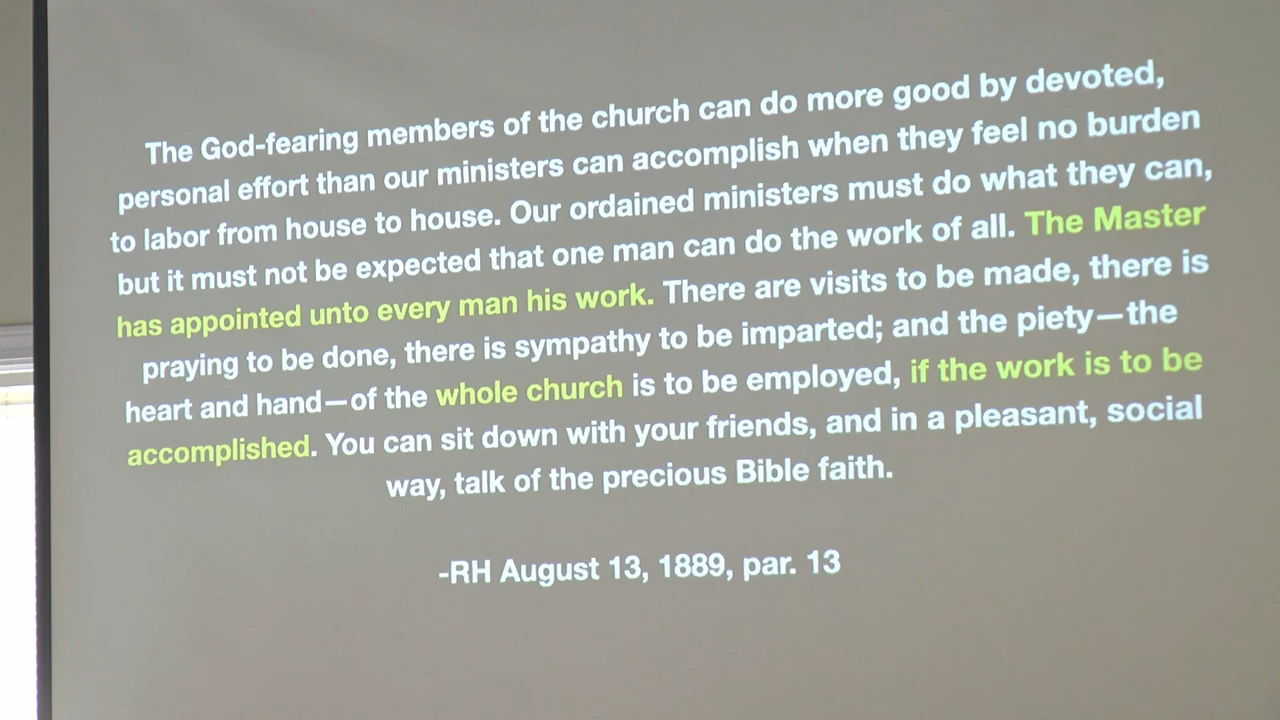 The God-fearing members of the church can do more good by devoted,
personal effort than our ministers can accomplish when they feel no burden
to labor from house to house. Our ordained ministers must do what they can,
but it must not be expected that one man can do the work of all. The Master
has appointed unto every man his work. There are visits to be made, there is
praying to be done, there is sympathy to be imparted; and the piety—the
heart and hand—of the whole church is to be employed, if the work is to be
accomplished. You can sit down with your friends, and in a pleasant, social
way, talk of the precious Bible faith.
-RH August 13, 1889, par. 13